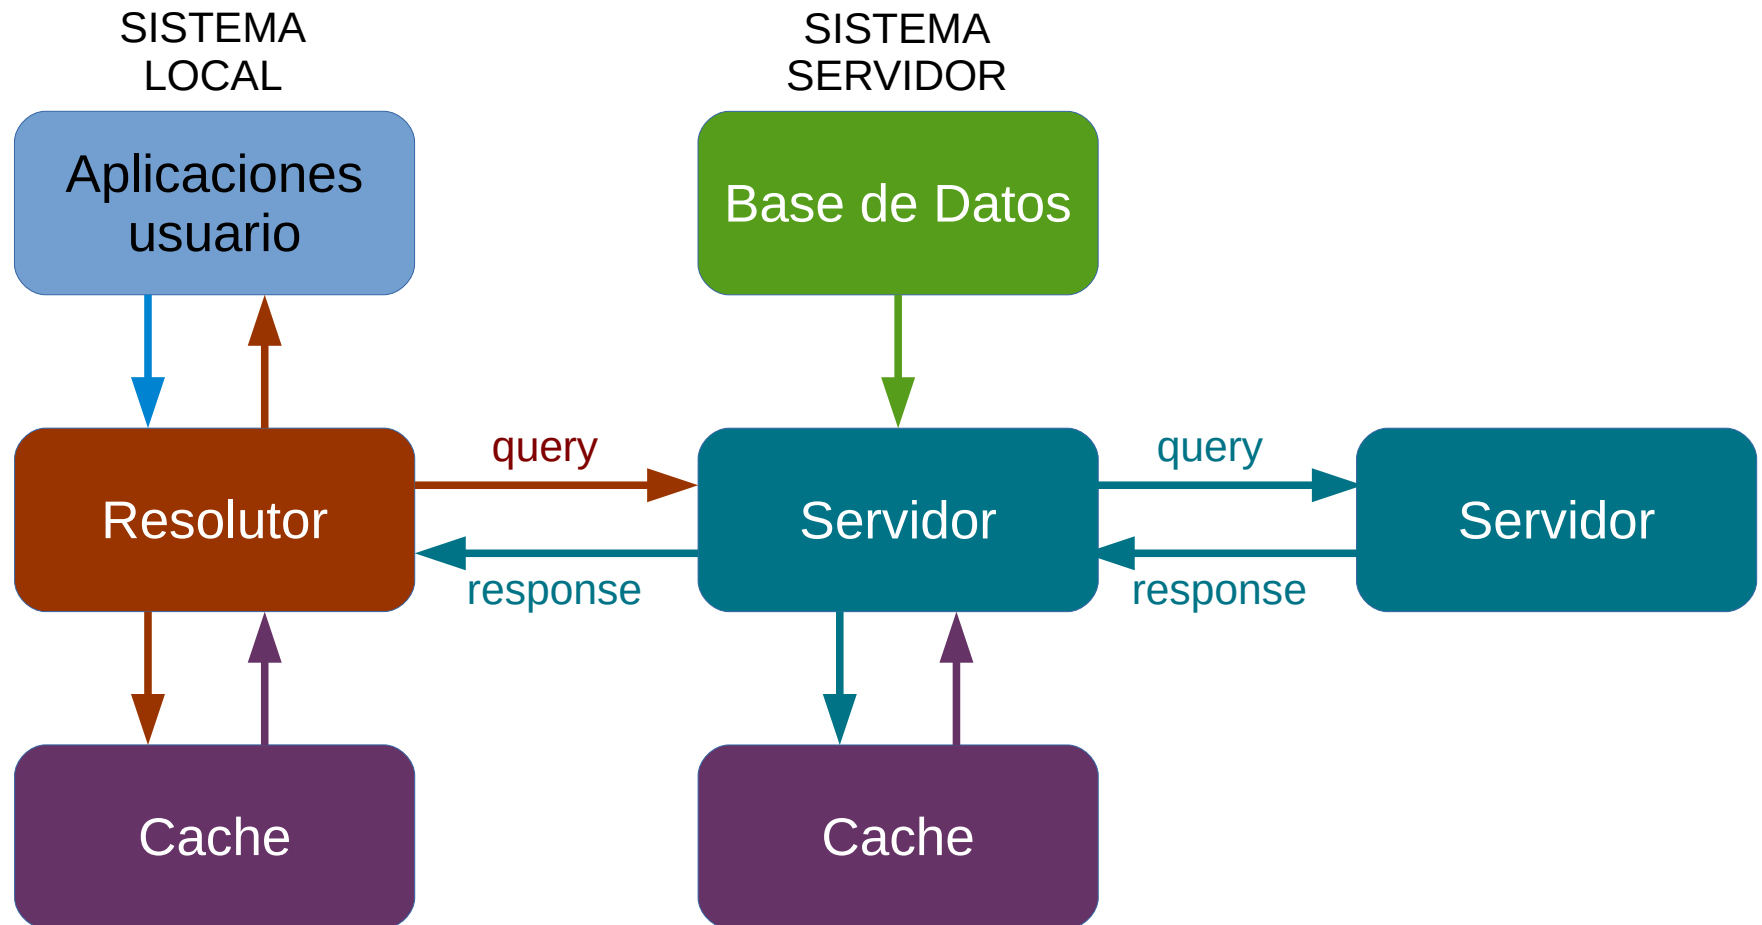 SISTEMA
LOCAL
SISTEMA
SERVIDOR
Aplicaciones
usuario
Base de Datos
query
query
Resolutor
Servidor
Servidor
response
response
Cache
Cache